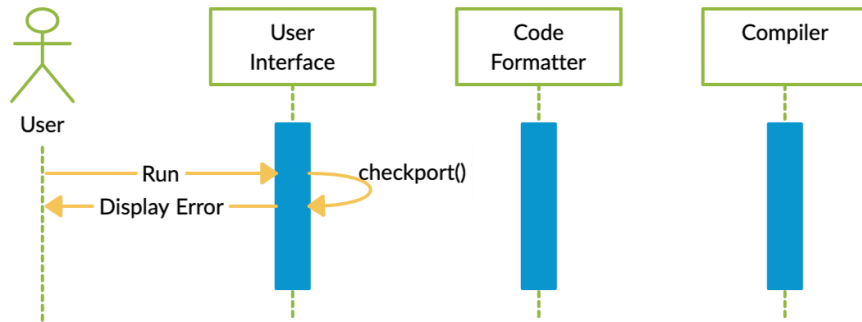 User
Interface
Code
Formatter
Compiler
User
Run
checkport()
Display Error